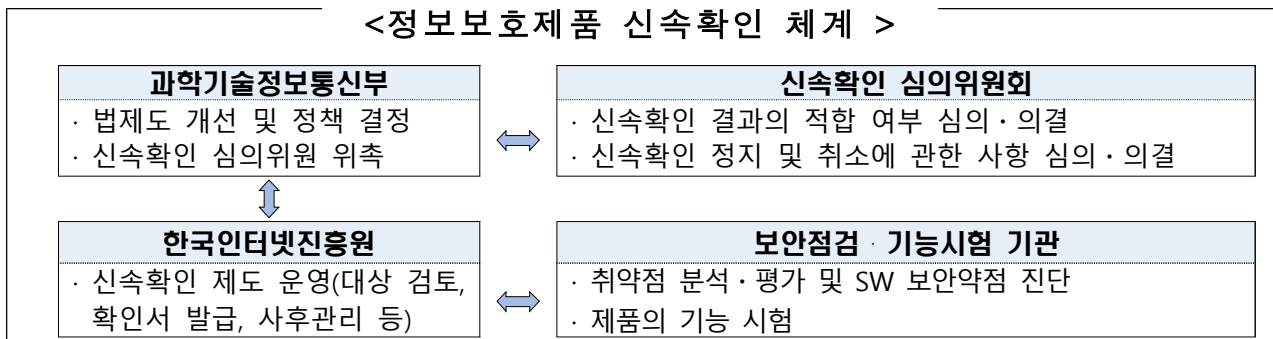 <정보보호제품 신속확인 체계 >
과학기술정보통신부
· 법제도 개선 및 정책 결정
· 신속확인 심의위원 위촉
신속확인 심의위원회
· 신속확인 결과의 적합 여부 심의・의결
· 신속확인 정지 및 취소에 관한 사항 심의・의결
한국인터넷진흥원
· 신속확인 제도 운영(대상 검토,
확인서 발급, 사후관리 등)
보안점검 · 기능시험 기관
· 취약점 분석・평가 및 SW 보안약점 진단
· 제품의 기능 시험